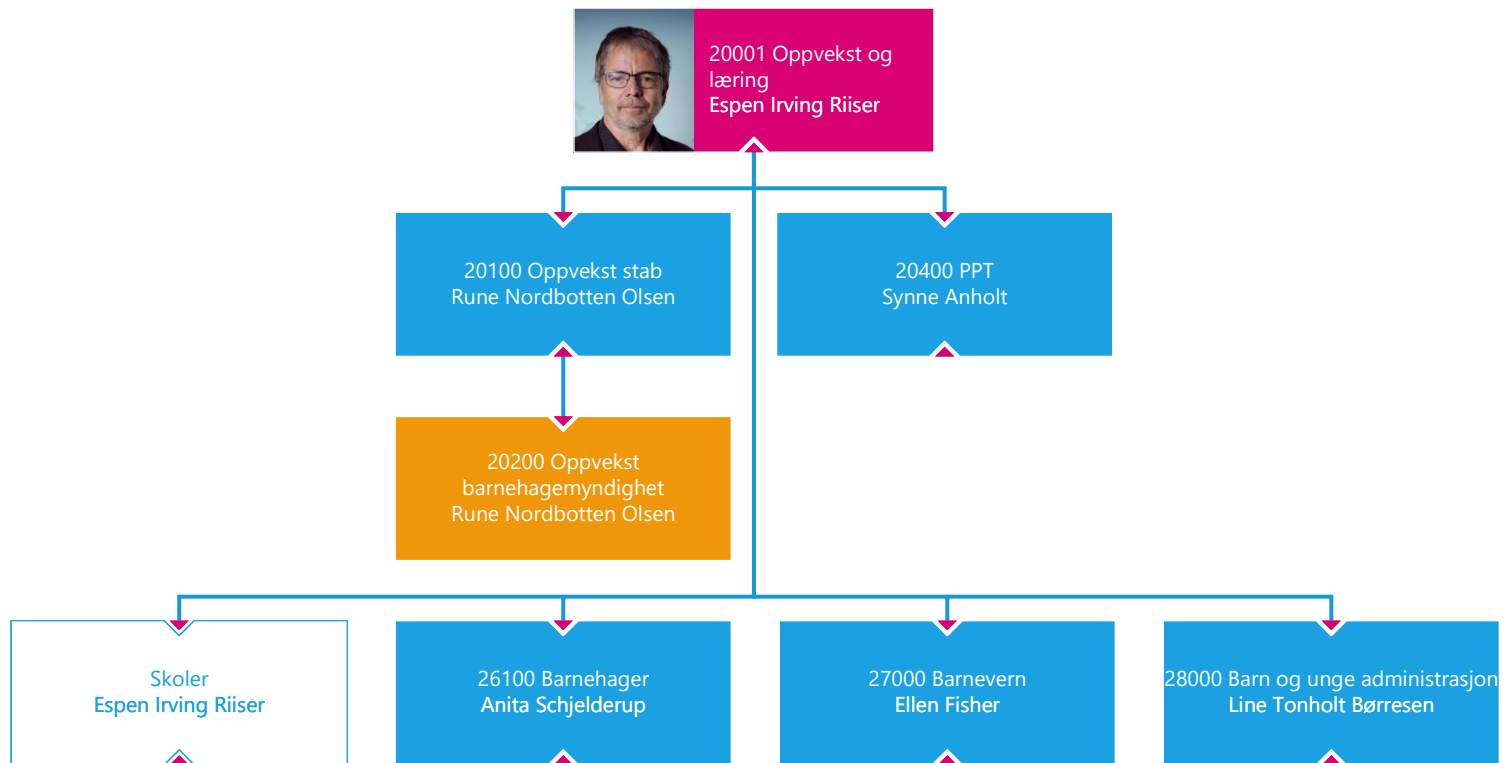 20001 Oppvekst og
læring
Espen Irving Riiser
20100 Oppvekst stab
Rune Nordbotten Olsen
20400 PPT
Synne Anholt
20200 Oppvekst
barnehagemyndighet
Rune Nordbotten Olsen
Skoler
Espen Irving Riiser
26100 Barnehager
Anita Schjelderup
27000 Barnevern
Ellen Fisher
28000 Barn og unge administrasjon
Line Tonholt Børresen